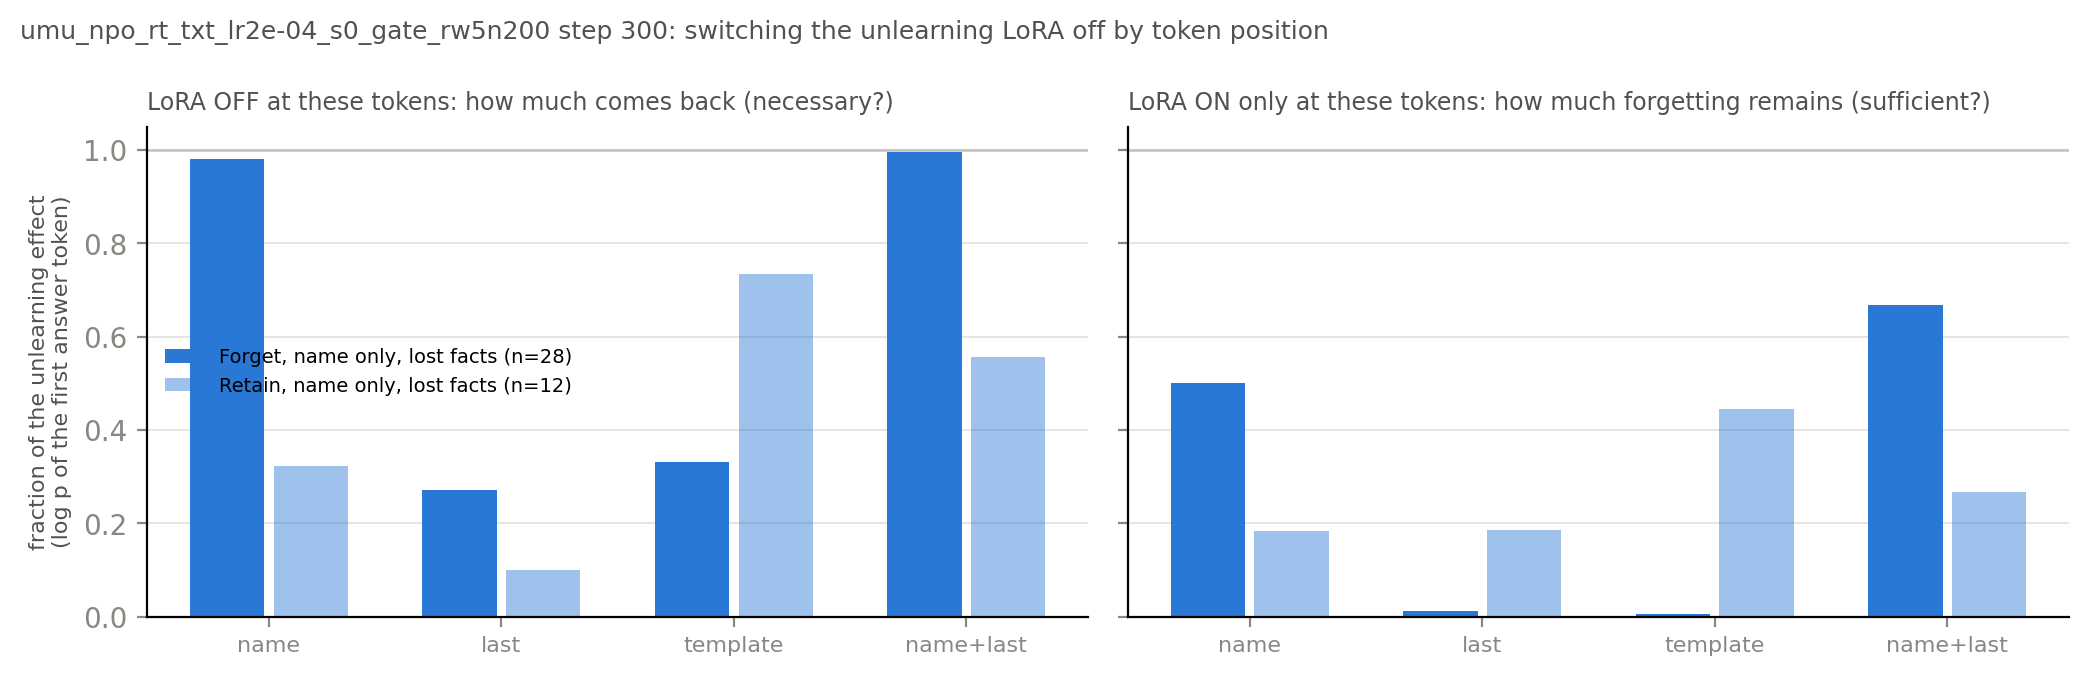 umu_npo_rt_txt_lr2e-04_s0_gate_rw5n200 step 300: switching the unlearning LoRA off by token position
LoRA OFF at these tokens: how much comes back (necessary?)
fraction of the unlearning effect
(log p of the first answer token)
1.0
0.8
0.6
0.4
0.2
0.0
Forget, name only, lost facts (n=28)
Retain, name only, lost facts (n=12)
name
last
template
name+last
LoRA ON only at these tokens: how much forgetting remains (sufficient?)
name
last
template
name+last